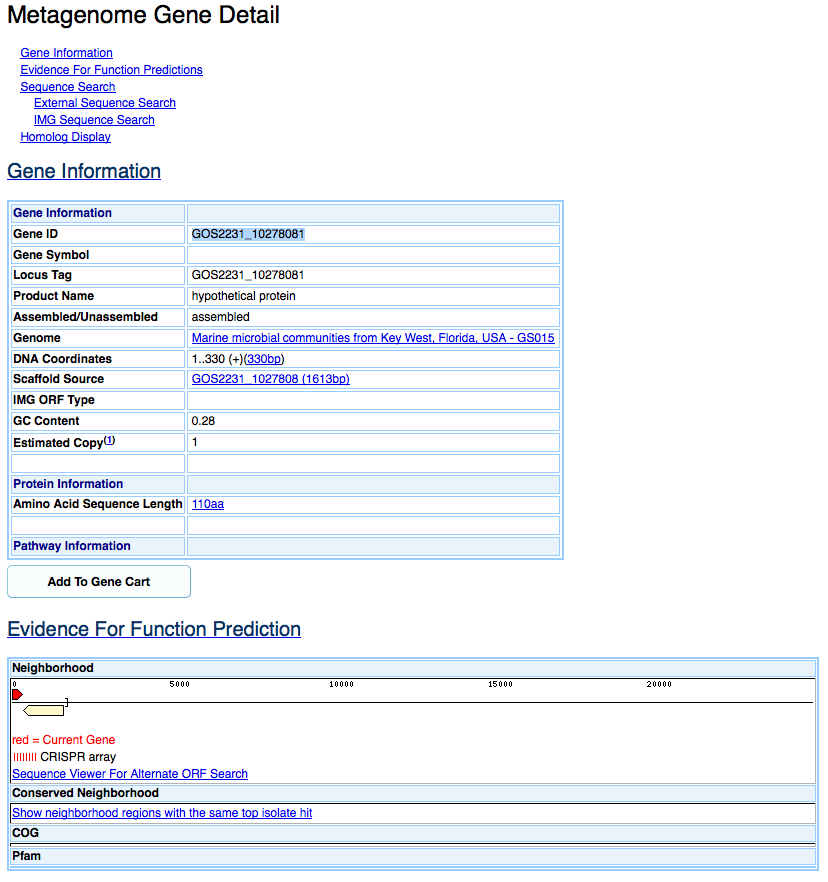 Metagenome Gene Detail
Gene Information
Evidence For Function Predictions
Sequence Search
External Sequence Search
IMG Sequence Search
Homolog Display
Gene Information
Gene Information
Gene ID GOS2231_10278081
Gene Symbol
Locus Tag GOS2231_10278081
Product Name hypothetical protein
Assembled/Unassembled assembled
Genome Marine microbial communities from Key West, Florida, USA - GS015
DNA Coordinates 1..330 (+)(330bp)
Scaffold Source GOS2231_1027808 (1613bp)
IMG ORF Type
GC Content 0.28
Estimated Copy(1) 1
Protein Information
Amino Acid Sequence Length 110aa
Pathway Information
Add To Gene Cart
Evidence For Function Prediction
Neighborhood
0 5000 10000 15000 20000
]
red = Current Gene
CRISPR array
Sequence Viewer For Alternate ORF Search
Conserved Neighborhood
Show neighborhood regions with the same top isolate hit
COG
Pfam